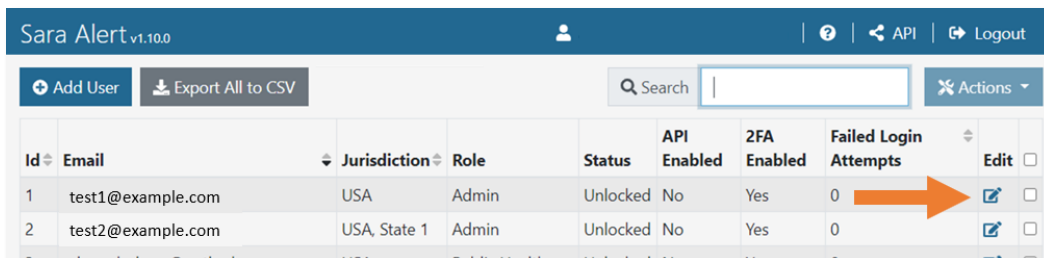 Sara Alert v1.10.0
API
Logout
Add User
Export All to CSV
Search
Actions
Id Email Jurisdiction Role Status API Enabled 2FA Enabled Failed Login Attempts Edit
1 test1@example.com USA Admin Unlocked No Yes 0
2 test2@example.com USA, State 1 Admin Unlocked No Yes 0